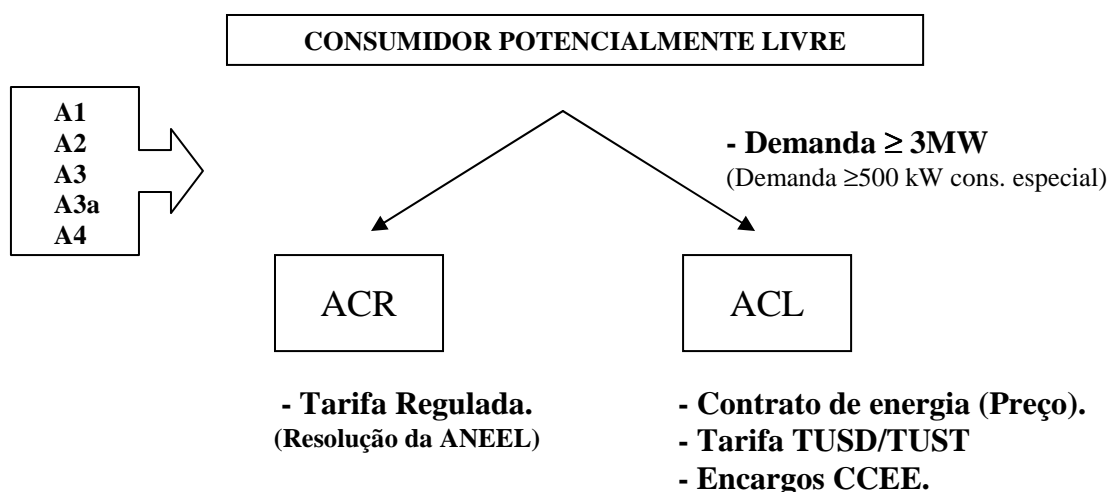 CONSUMIDOR POTENCIALMENTE LIVRE
A1
A2
A3
A3a
A4
- Demanda ≥ 3MW
(Demanda ≥500 kW cons. especial)
ACR
ACL
- Tarifa Regulada.
(Resolução da ANEEL)
- Contrato de energia (Preço).
- Tarifa TUSD/TUST
- Encargos CCEE.